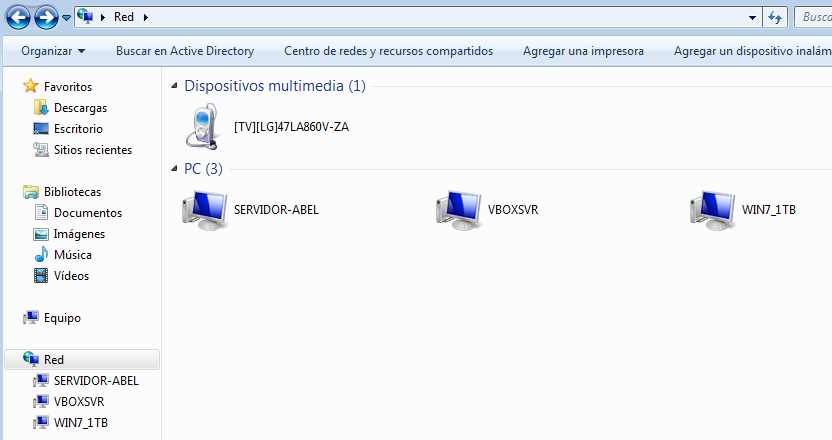 Red
Organizar Buscar en Active Directory Centro de redes y recursos compartidos Agregar una impresora Agregar un dispositivo inalám
Favoritos
Descargas
Escritorio
Sitios recientes
Bibliotecas
Documentos
Imágenes
Música
Vídeos
Equipo
Red
SERVIDOR-ABEL
VBOXSVR
WIN7_1TB
Dispositivos multimedia (1)
[TV][LG]47LA860V-ZA
PC (3)
SERVIDOR-ABEL VBOXSVR WIN7_1TB